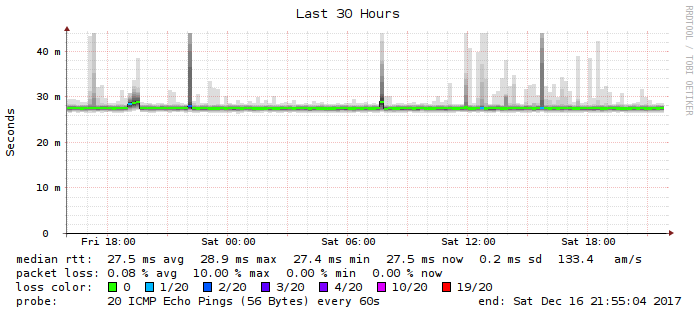 Last 30 Hours
RRDTOOL / TOBI OETIKER
Seconds
40 m
30 m
20 m
10 m
0
Fri 18:00 Sat 00:00 Sat 06:00 Sat 12:00 Sat 18:00
median rtt: 27.5 ms avg 28.9 ms max 27.4 ms min 27.5 ms now 0.2 ms sd 133.4 am/s
packet loss: 0.08 % avg 10.00 % max 0.00 % min 0.00 % now
loss color: 0 1/20 2/20 3/20 4/20 10/20 19/20
probe: 20 ICMP Echo Pings (56 Bytes) every 60s end: Sat Dec 16 21:55:04 2017